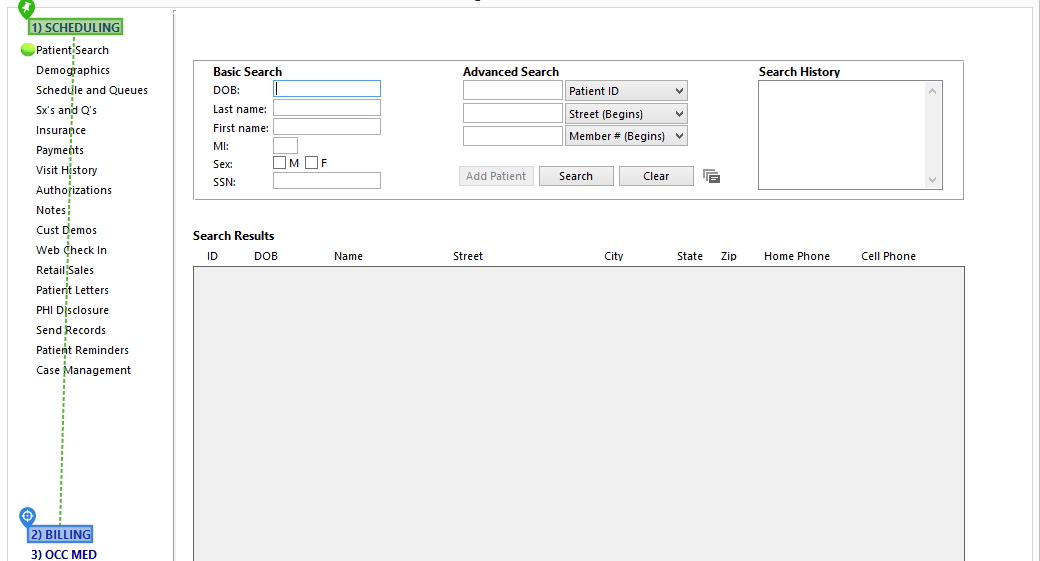 1) SCHEDULING
Patient Search
Demographics
Schedule and Queues
Sx's and Q's
Insurance
Payments
Visit History
Authorizations
Notes
Cust Demos
Web Check In
Retail Sales
Patient Letters
PHI Disclosure
Send Records
Patient Reminders
Case Management
2) BILLING
3) OCC MED
Basic Search
DOB:
Last name:
First name:
MI:
Sex: M F
SSN:
Advanced Search
Patient ID
Street (Begins)
Member # (Begins)
Add Patient Search Clear
Search History
Search Results
ID DOB Name Street City State Zip Home Phone Cell Phone